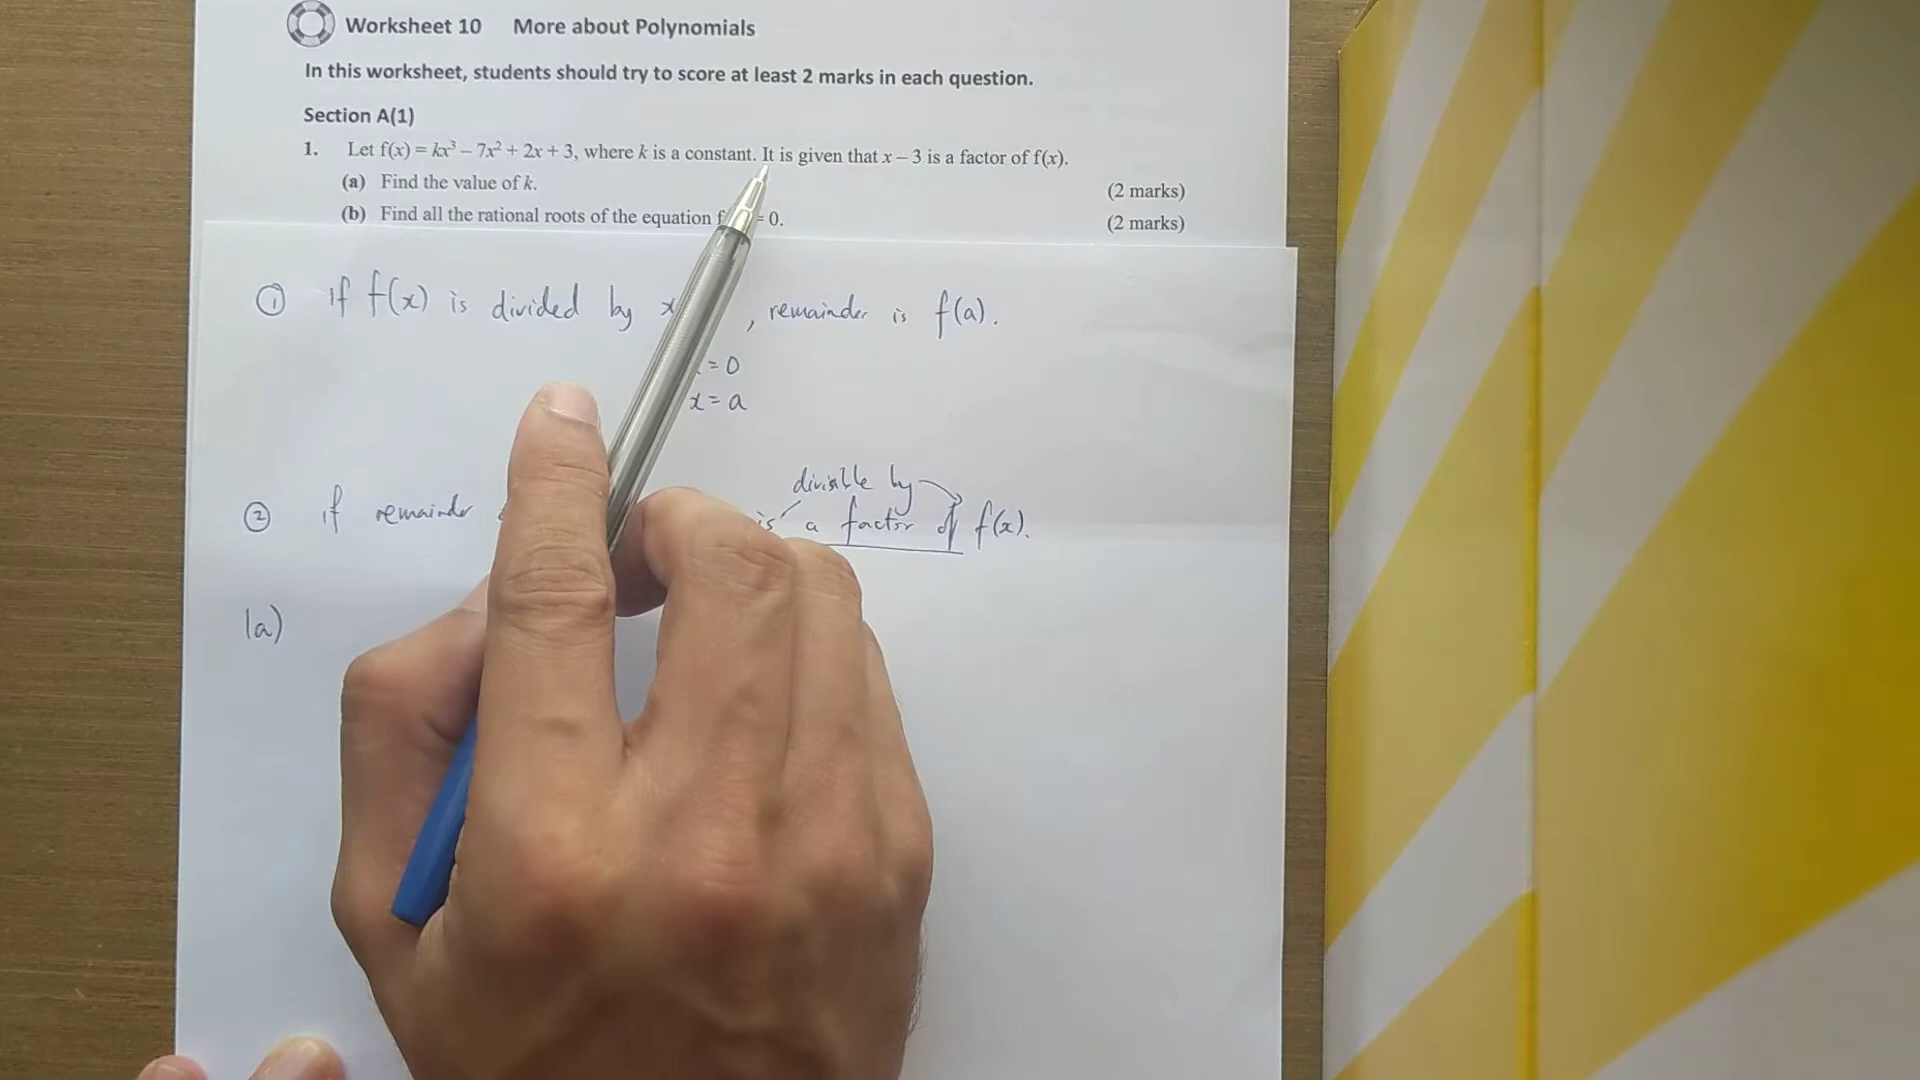 Worksheet 10 More about Polynomials
In this worksheet, students should try to score at least 2 marks in each question.
Section A(1)
1. Let f(x) = kx³ – 7x² + 2x + 3, where k is a constant. It is given that x – 3 is a factor of f(x).
(a) Find the value of k. (2 marks)
(b) Find all the rational roots of the equation f = 0. (2 marks)
① if f(x) is divided by x , remainder is f(a).
= 0
x = a
divisible by
② if remainder is a factor of f(x).
1a)